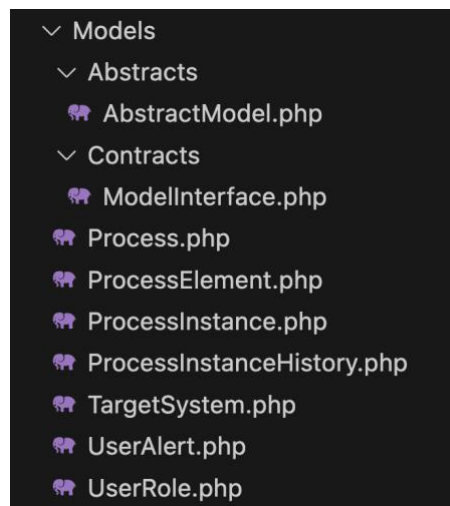 Models
Abstracts
AbstractModel.php
Contracts
ModelInterface.php
Process.php
ProcessElement.php
ProcessInstance.php
ProcessInstanceHistory.php
TargetSystem.php
UserAlert.php
UserRole.php